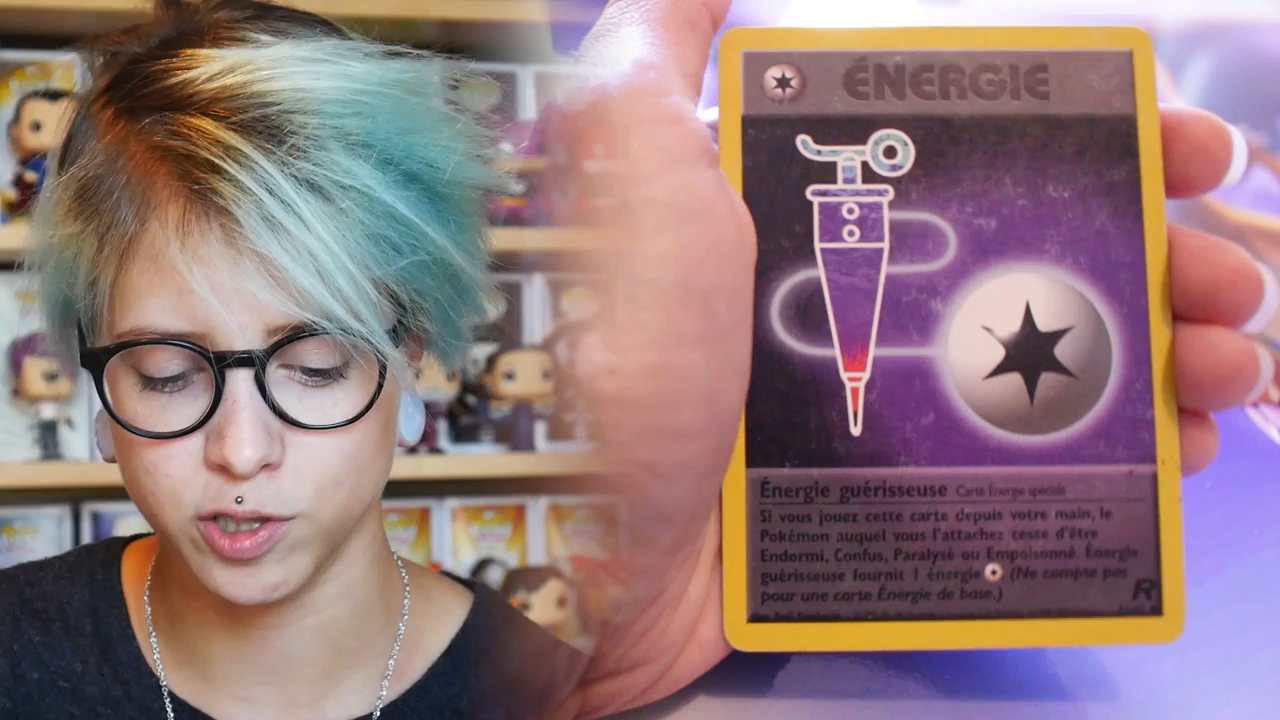 ÉNERGIE
Énergie guérisseuse Carte Énergie spéciale
Si vous jouez cette carte depuis votre main, le
Pokémon auquel vous l'attachez cesse d'être
Endormi, Confus, Paralysé ou Empoisonné. Énergie
guérisseuse fournit 1 énergie. (Ne compte pas
pour une carte Énergie de base.)
R